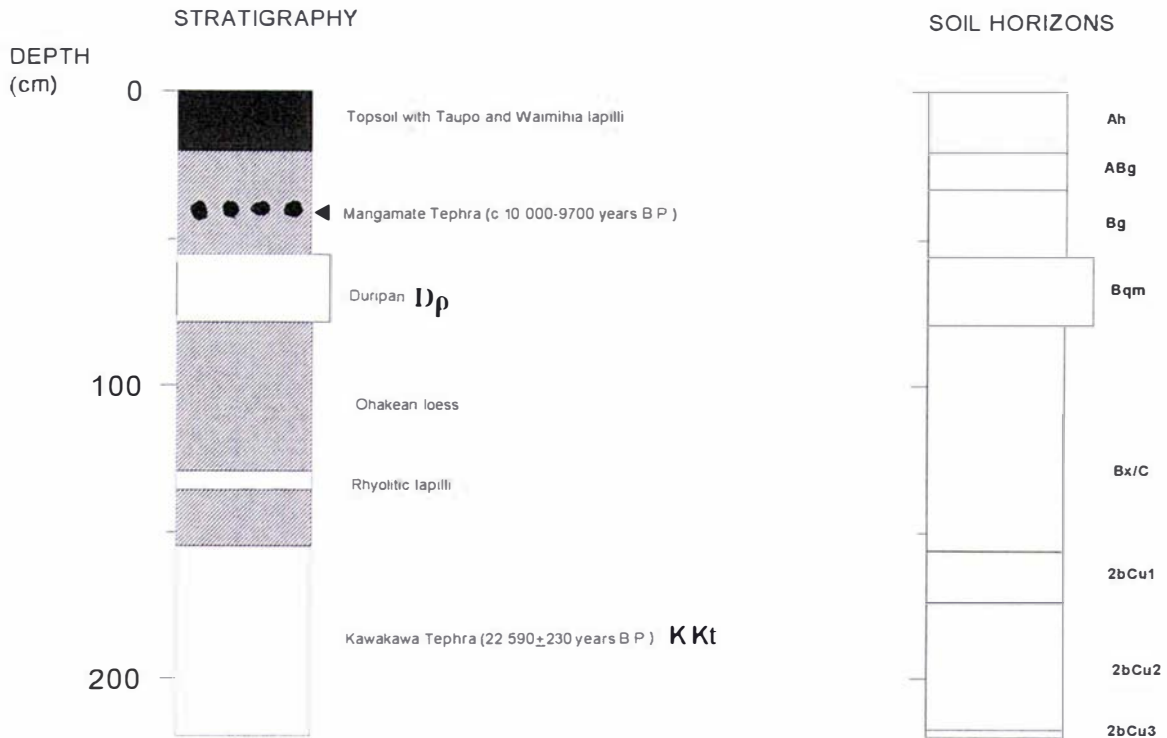 STRATIGRAPHY
SOIL HORIZONS
DEPTH
(cm)
0
Topsoil with Taupo and Waimihia lapilli
Ah
ABg
Mangamate Tephra (c 10 000-9700 years B P )
Bg
Duripan Dp
Bqm
100
Ohakean loess
Rhyolitic lapilli
Bx/C
2bCu1
Kawakawa Tephra (22 590±230 years B P ) KKt
200
2bCu2
2bCu3